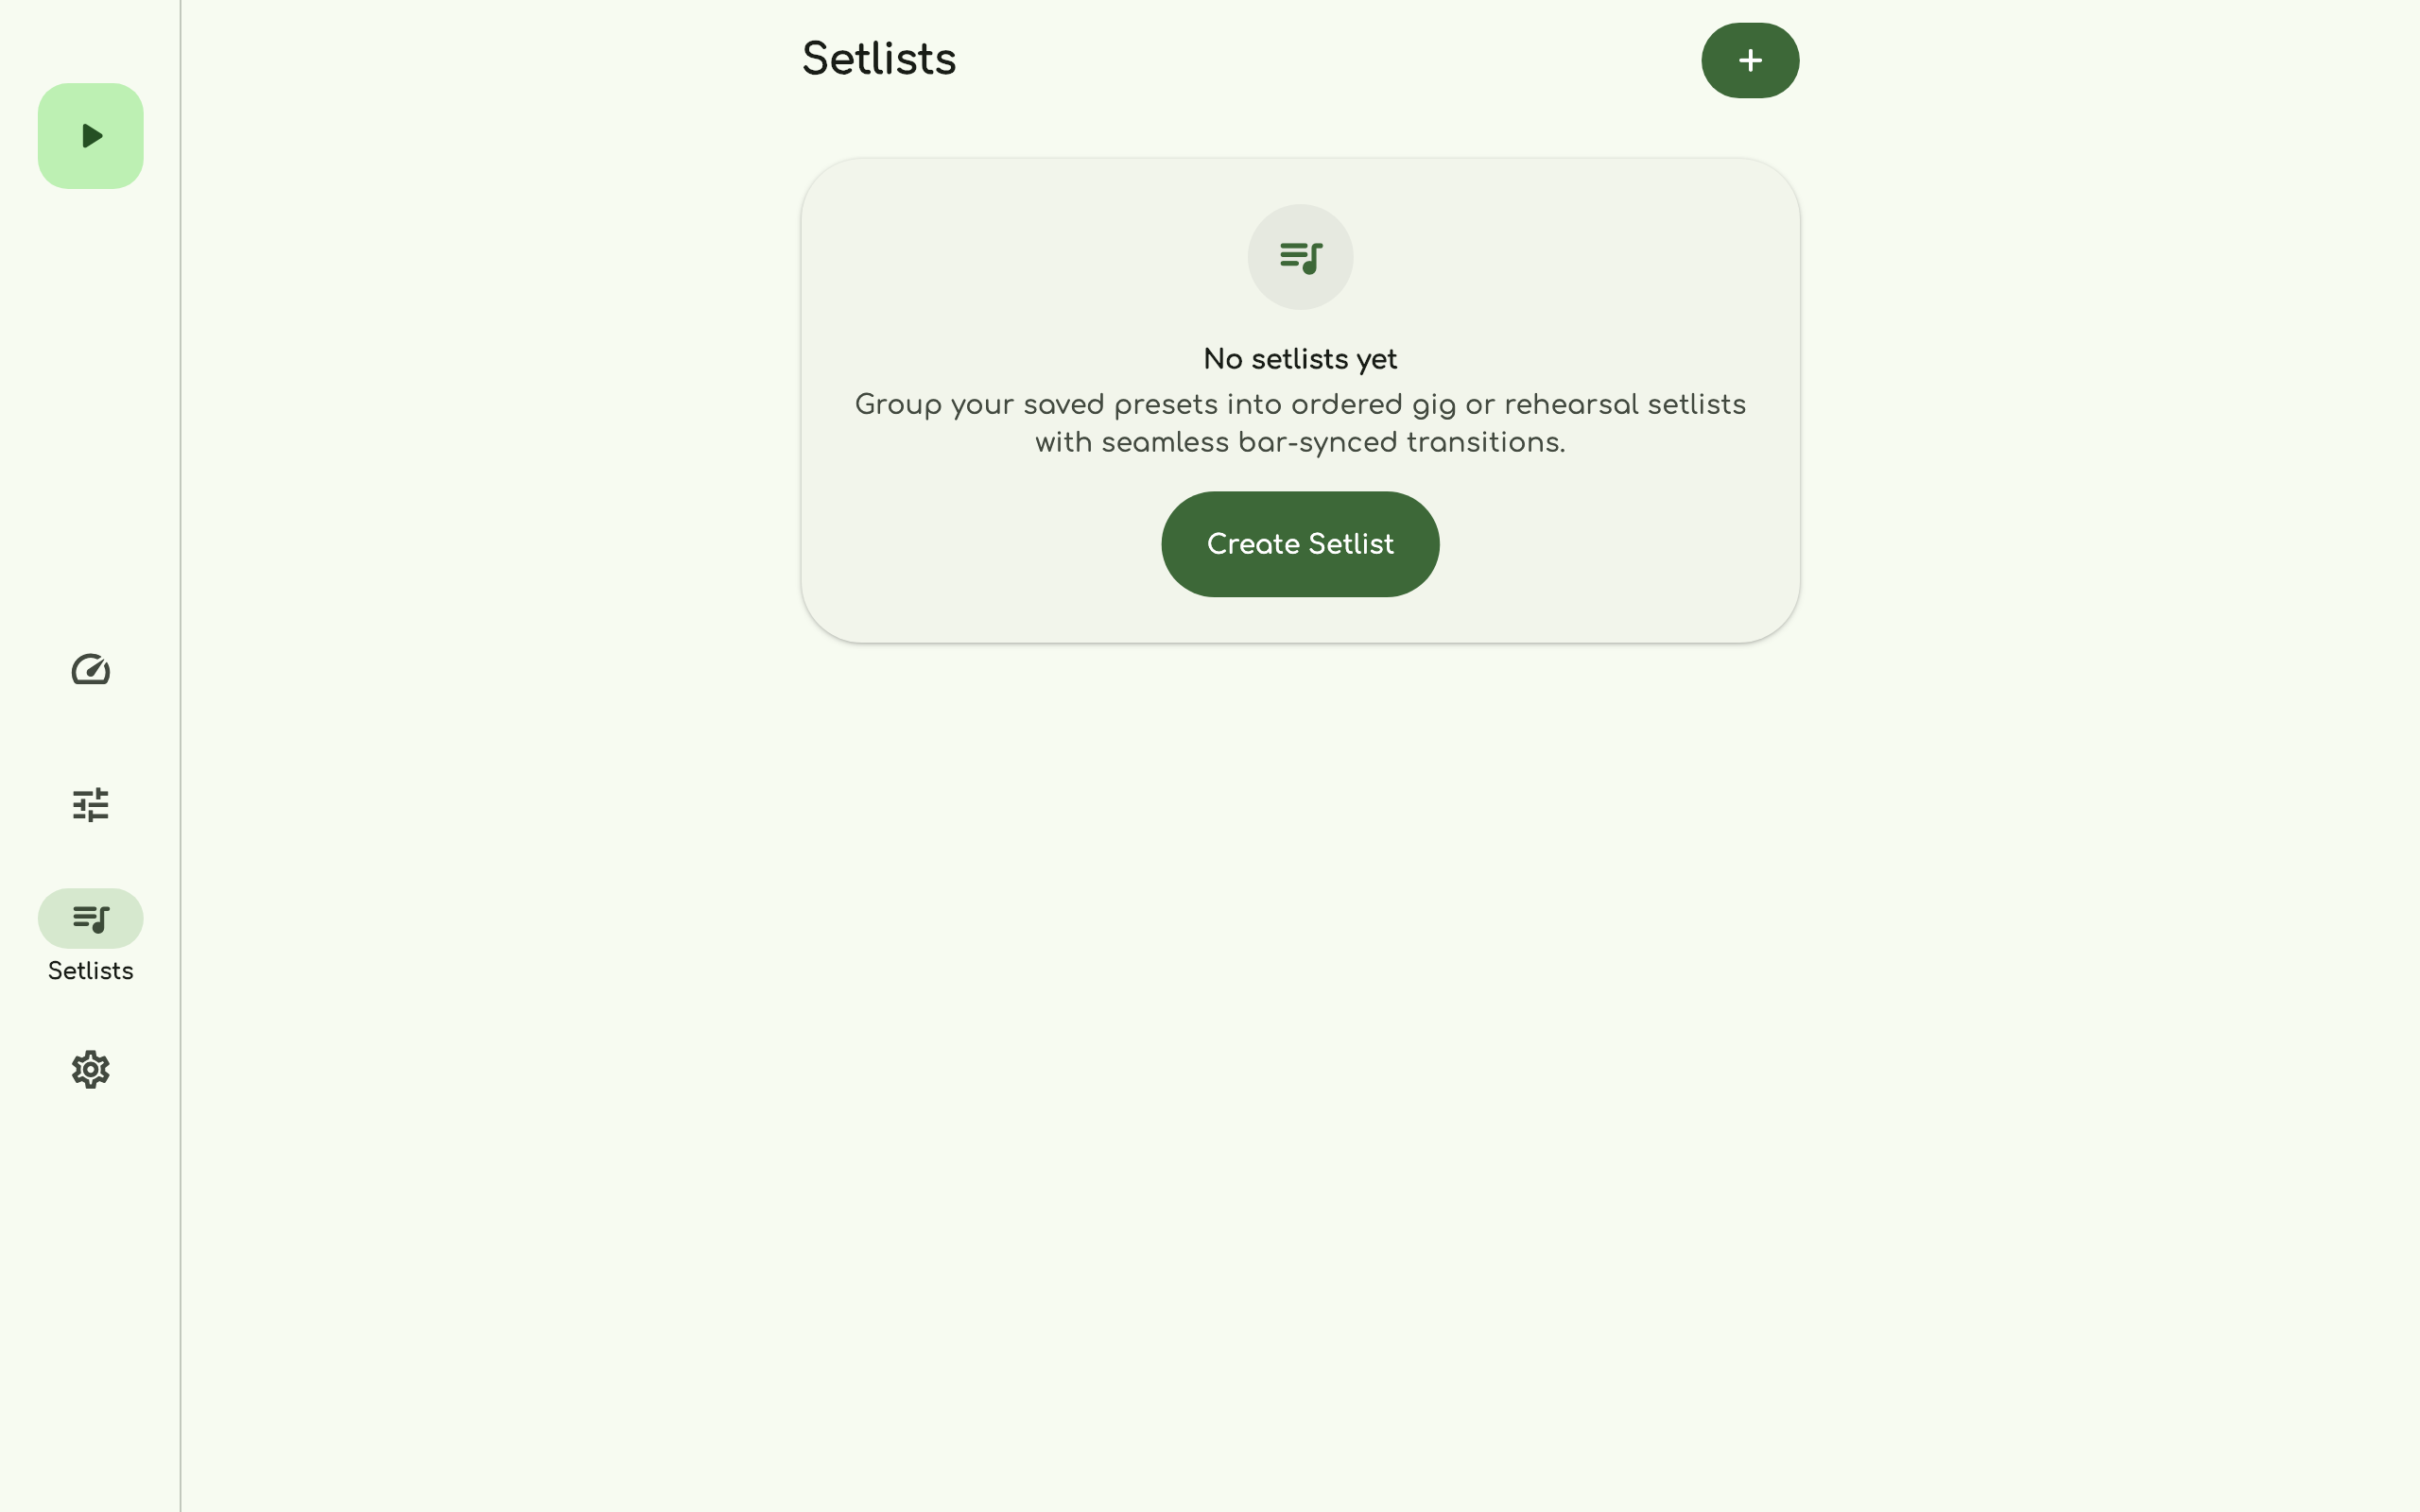 Setlists
No setlists yet
Group your saved presets into ordered gig or rehearsal setlists
with seamless bar-synced transitions.
Create Setlist
Setlists